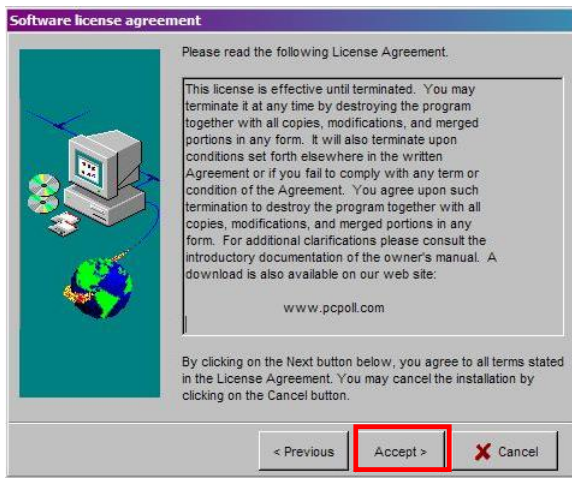 Software license agreement
Please read the following License Agreement.
This license is effective until terminated. You may
terminate it at any time by destroying the program
together with all copies, modifications, and merged
portions in any form. It will also terminate upon
conditions set forth elsewhere in the written
Agreement or if you fail to comply with any term or
condition of the Agreement. You agree upon such
termination to destroy the program together with all
copies, modifications, and merged portions in any
form. For additional clarifications please consult the
introductory documentation of the owner's manual. A
download is also available on our web site:
www.pcpoll.com
By clicking on the Next button below, you agree to all terms stated
in the License Agreement. You may cancel the installation by
clicking on the Cancel button.
< Previous Accept > Cancel